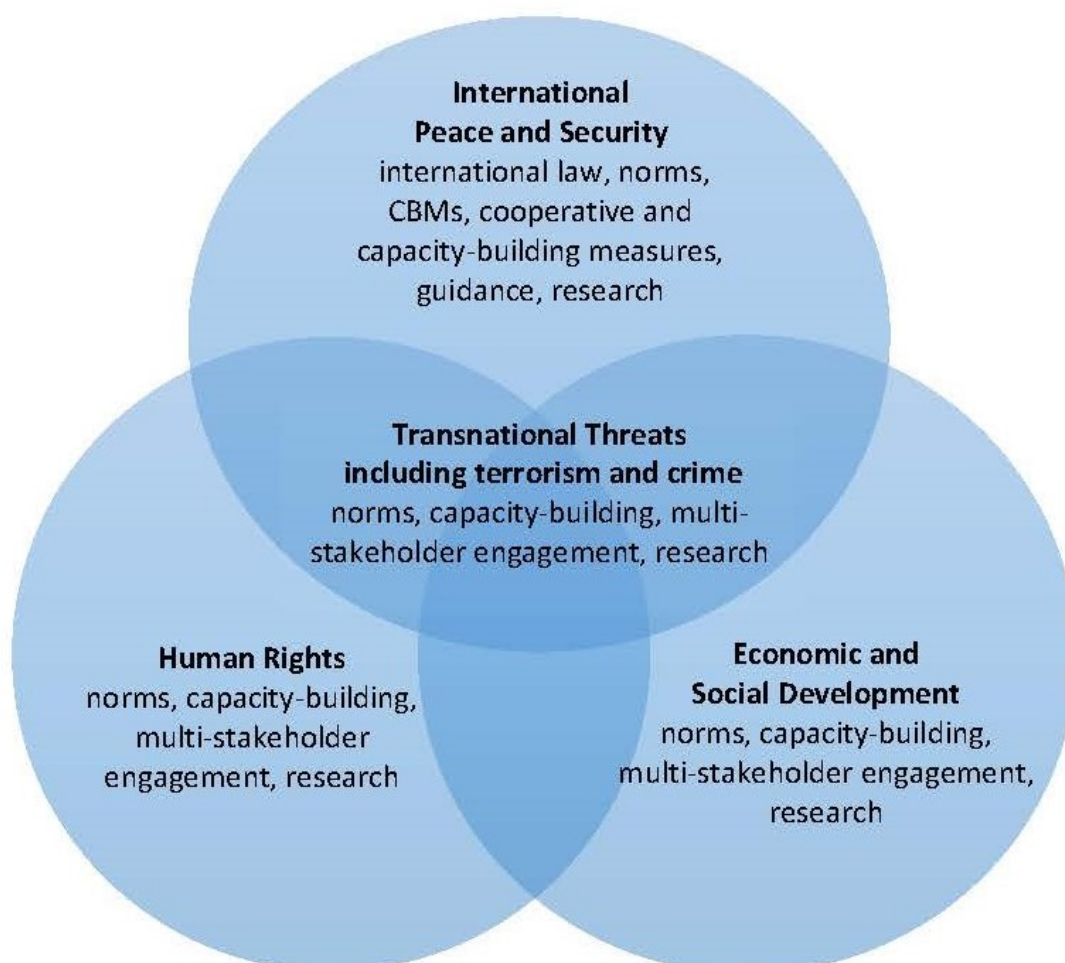 International
Peace and Security
international law, norms,
CBMs, cooperative and
capacity-building measures,
guidance, research
Transnational Threats
including terrorism and crime
norms, capacity-building, multi-
stakeholder engagement, research
Human Rights
norms, capacity-building,
multi-stakeholder
engagement, research
Economic and
Social Development
norms, capacity-building,
multi-stakeholder engagement,
research